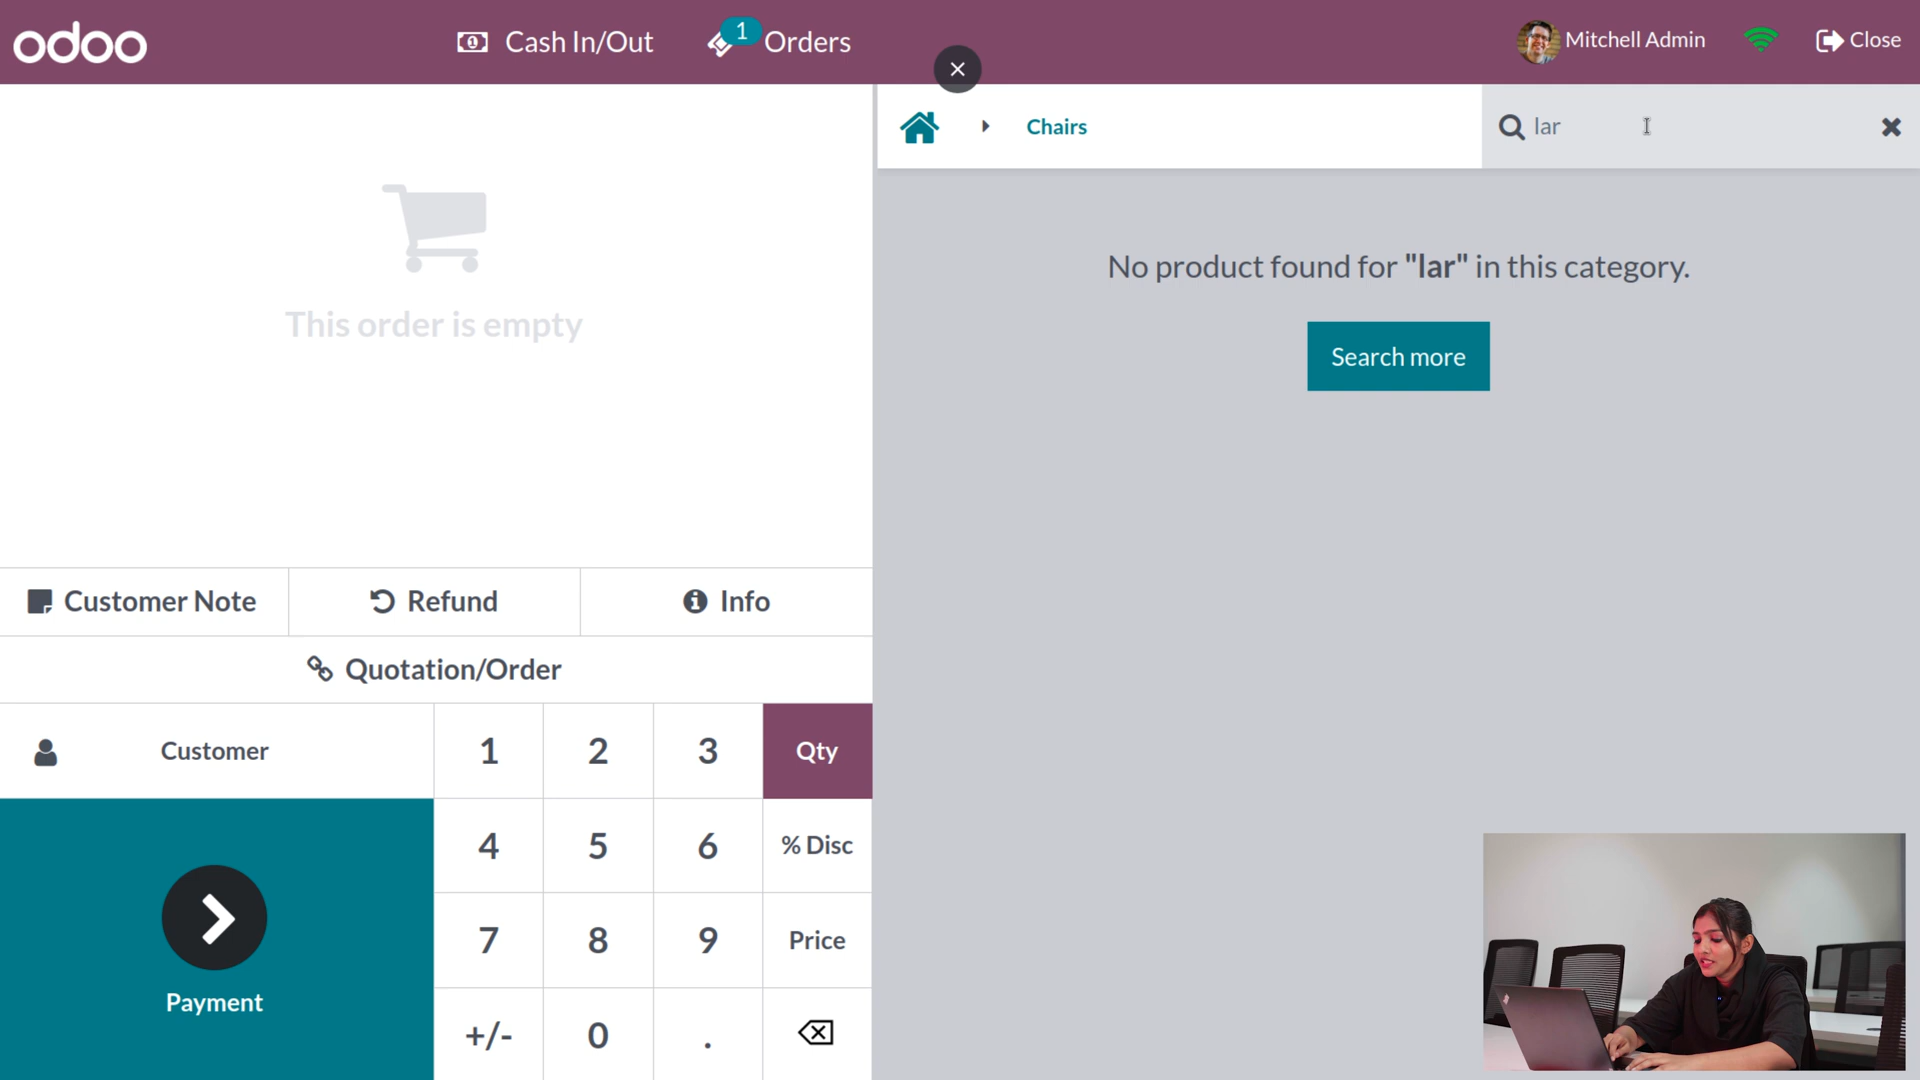 odoo
Cash In/Out
1
Orders
Mitchell Admin
Close
Chairs
lar
This order is empty
No product found for "lar" in this category.
Search more
Customer Note
Refund
Info
Quotation/Order
Customer
1 2 3 Qty
4 5 6 % Disc
7 8 9 Price
+/- 0 .
Payment